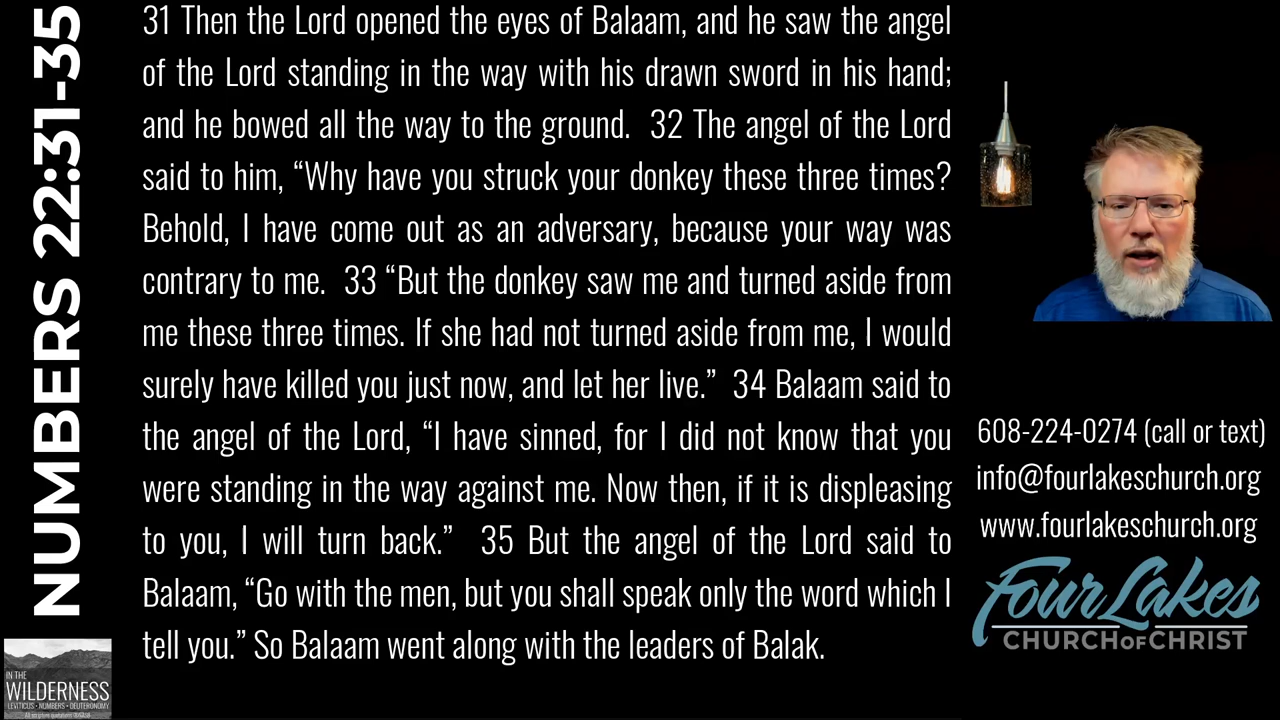 NUMBERS 22:31-35
31 Then the Lord opened the eyes of Balaam, and he saw the angel
of the Lord standing in the way with his drawn sword in his hand;
and he bowed all the way to the ground.  32 The angel of the Lord
said to him, “Why have you struck your donkey these three times?
Behold, I have come out as an adversary, because your way was
contrary to me.  33 “But the donkey saw me and turned aside from
me these three times. If she had not turned aside from me, I would
surely have killed you just now, and let her live.”  34 Balaam said to
the angel of the Lord, “I have sinned, for I did not know that you
were standing in the way against me. Now then, if it is displeasing
to you, I will turn back.”  35 But the angel of the Lord said to
Balaam, “Go with the men, but you shall speak only the word which I
tell you.” So Balaam went along with the leaders of Balak.
608-224-0274 (call or text)
info@fourlakeschurch.org
www.fourlakeschurch.org
Four Lakes
CHURCH OF CHRIST
IN THE
WILDERNESS
LEVITICUS • NUMBERS • DEUTERONOMY